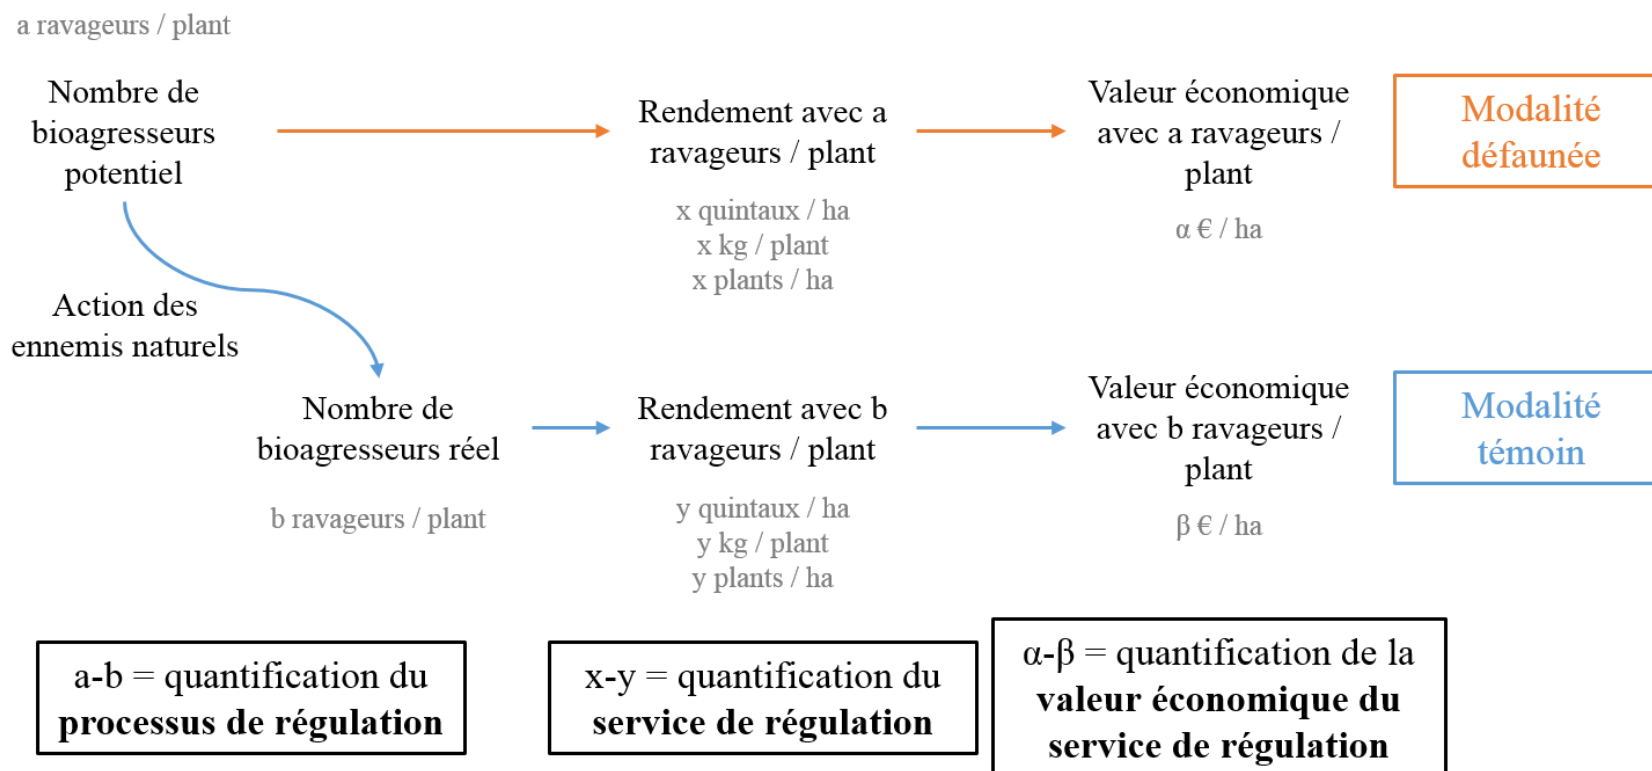 a ravageurs / plant
Nombre de
bioagresseurs
potentiel
Rendement avec a
ravageurs / plant
x quintaux / ha
x kg / plant
x plants / ha
Valeur économique
avec a ravageurs /
plant
α € / ha
Modalité
défaunée
Action des
ennemis naturels
Nombre de
bioagresseurs réel
b ravageurs / plant
Rendement avec b
ravageurs / plant
y quintaux / ha
y kg / plant
y plants / ha
Valeur économique
avec b ravageurs /
plant
β € / ha
Modalité
témoin
a-b = quantification du
processus de régulation
x-y = quantification du
service de régulation
α-β = quantification de la
valeur économique du
service de régulation